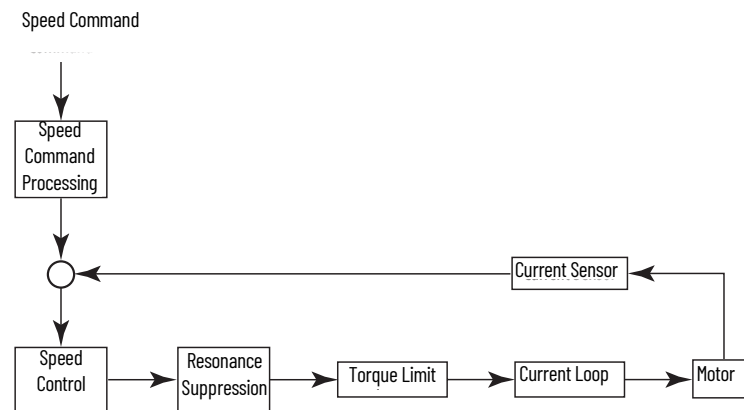 Speed Command
Speed
Command
Processing
Current Sensor
Speed
Control
Resonance
Suppression
Torque Limit
Current Loop
Motor